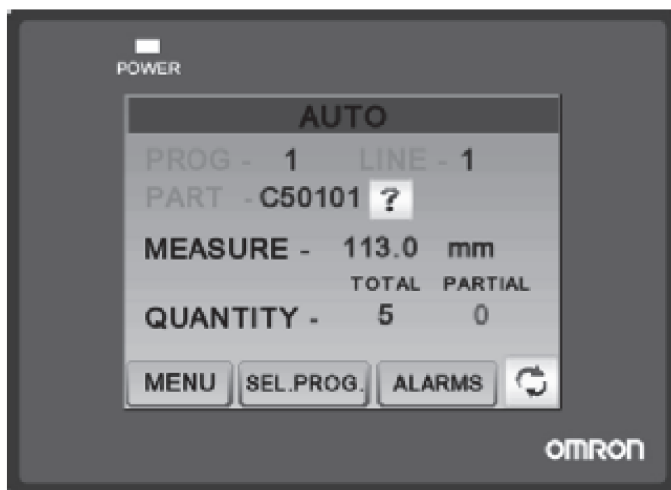 POWER
AUTO
PROG - 1 LINE - 1
PART - C50101 ?
MEASURE - 113.0 mm
TOTAL PARTIAL
QUANTITY - 5 0
MENU SEL.PROG. ALARMS
OMRON